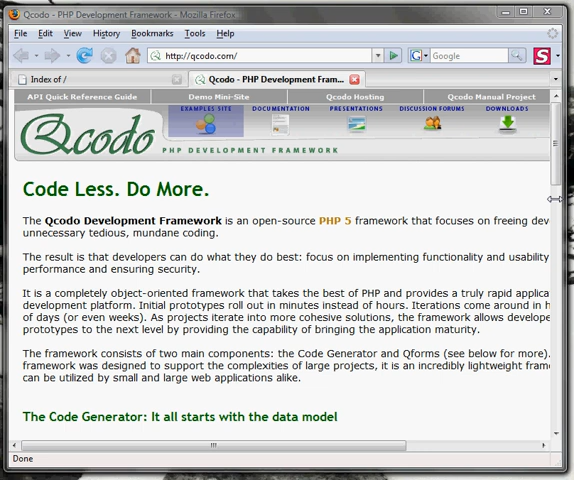 Qcodo - PHP Development Framework - Mozilla Firefox
File Edit View History Bookmarks Tools Help
http://qcodo.com/ G Google S
Index of / Qcodo - PHP Development Fram...
API Quick Reference Guide Demo Mini-Site Qcodo Hosting Qcodo Manual Project
EXAMPLES SITE DOCUMENTATION PRESENTATIONS DISCUSSION FORUMS DOWNLOADS
Qcodo
PHP DEVELOPMENT FRAMEWORK
Code Less. Do More.
The Qcodo Development Framework is an open-source PHP 5 framework that focuses on freeing dev
unnecessary tedious, mundane coding.
The result is that developers can do what they do best: focus on implementing functionality and usability
performance and ensuring security.
It is a completely object-oriented framework that takes the best of PHP and provides a truly rapid applica
development platform. Initial prototypes roll out in minutes instead of hours. Iterations come around in h
of days (or even weeks). As projects iterate into more cohesive solutions, the framework allows develope
prototypes to the next level by providing the capability of bringing the application maturity.
The framework consists of two main components: the Code Generator and Qforms (see below for more).
framework was designed to support the complexities of large projects, it is an incredibly lightweight fram
can be utilized by small and large web applications alike.
The Code Generator: It all starts with the data model
Done